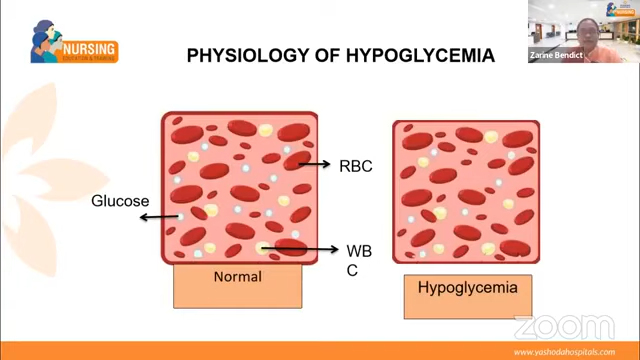 NURSING
EDUCATION & TRAINING
PHYSIOLOGY OF HYPOGLYCEMIA
Zarine Bendict
RBC
Glucose
WB
C
Normal
Hypoglycemia
zoom
www.yashodahospitals.com